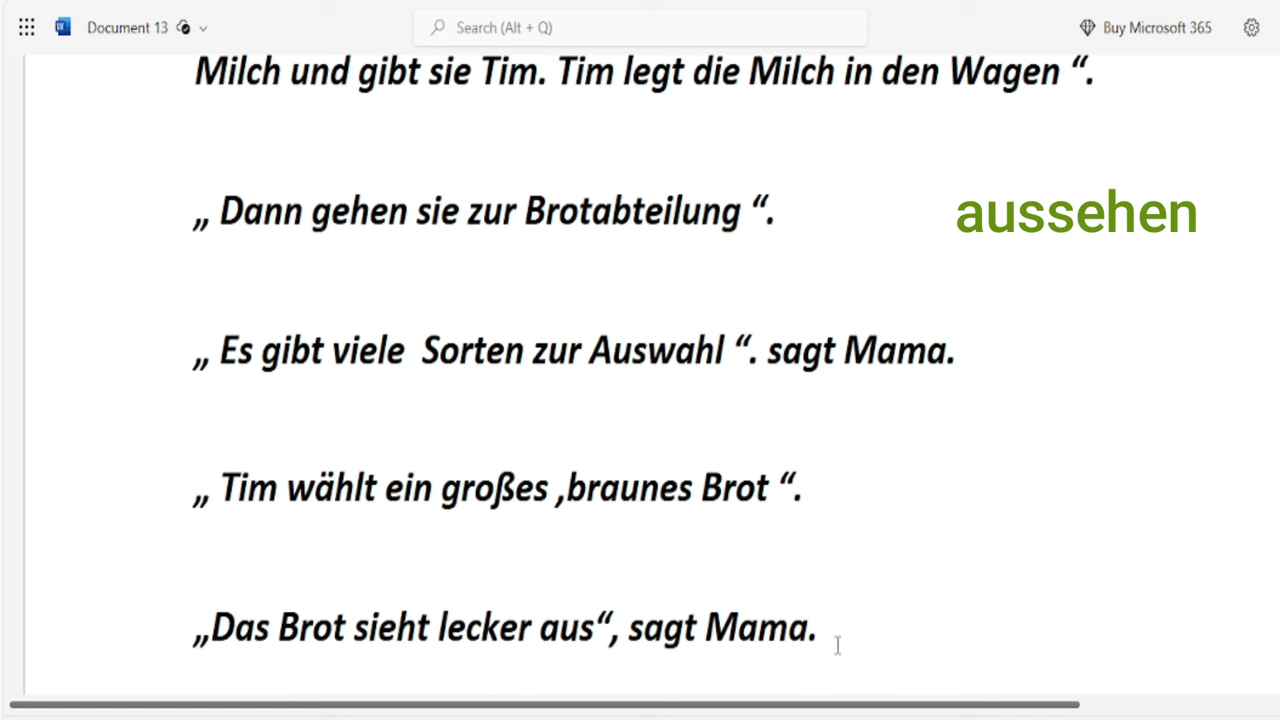 Document 13
Search (Alt + Q)
Buy Microsoft 365
Milch und gibt sie Tim. Tim legt die Milch in den Wagen “.
„ Dann gehen sie zur Brotabteilung “.
aussehen
„ Es gibt viele  Sorten zur Auswahl “. sagt Mama.
„ Tim wählt ein großes ,braunes Brot “.
„Das Brot sieht lecker aus“, sagt Mama.